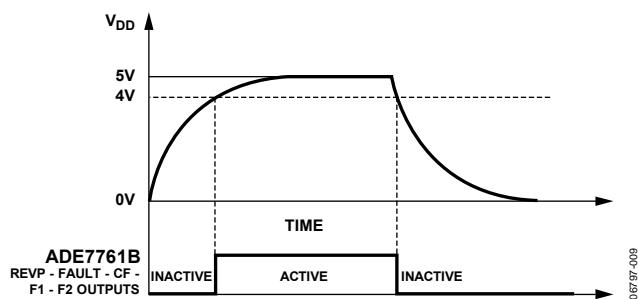 VDD
5V
4V
0V
TIME
ADE7761B
REVP - FAULT - CF -
F1 - F2 OUTPUTS
INACTIVE
ACTIVE
INACTIVE
06797-009